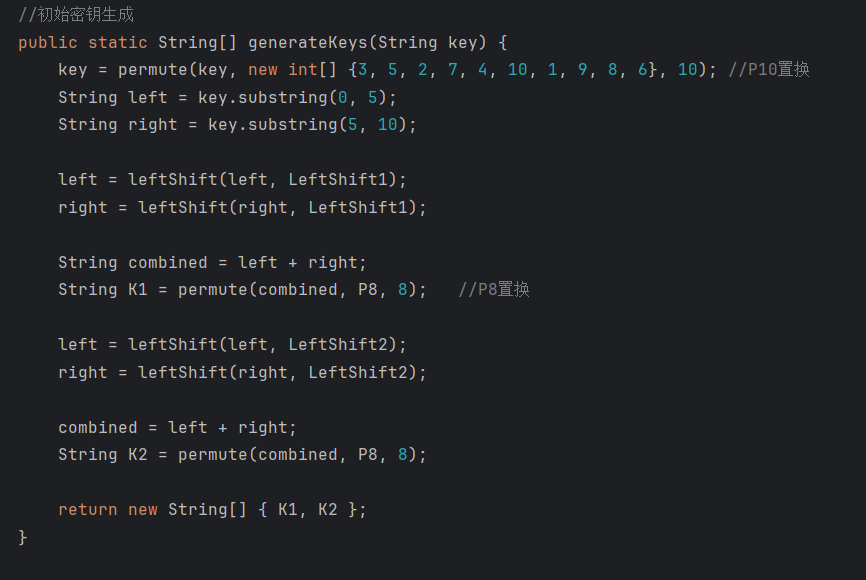 //初始密钥生成
public static String[] generateKeys(String key) {
    key = permute(key, new int[] {3, 5, 2, 7, 4, 10, 1, 9, 8, 6}, 10); //P10置换
    String left = key.substring(0, 5);
    String right = key.substring(5, 10);

    left = leftShift(left, LeftShift1);
    right = leftShift(right, LeftShift1);

    String combined = left + right;
    String K1 = permute(combined, P8, 8);   //P8置换

    left = leftShift(left, LeftShift2);
    right = leftShift(right, LeftShift2);

    combined = left + right;
    String K2 = permute(combined, P8, 8);

    return new String[] { K1, K2 };
}